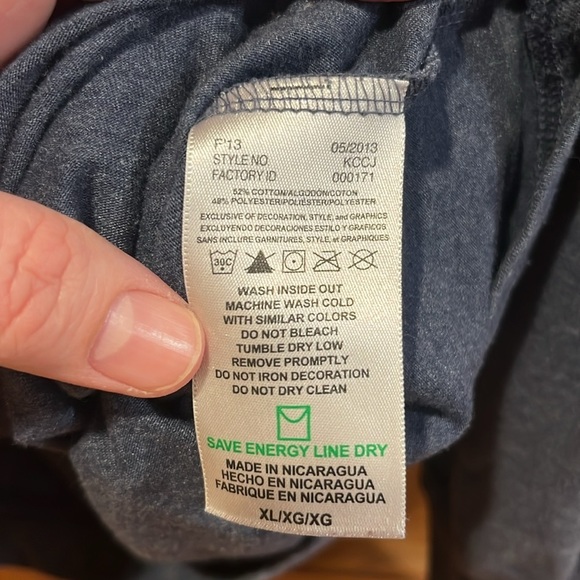 F'13 05/2013
STYLE NO KCCJ
FACTORY ID 000171
52% COTTON/ALGODON/COTON
48% POLYESTER/POLIESTER/POLYESTER
EXCLUSIVE OF DECORATION, STYLE, and GRAPHICS
EXCLUYENDO DECORACIONES ESTILO Y GRAFICOS
SANS INCLURE GARNITURES, STYLE, et GRAPHIQUES
30C
WASH INSIDE OUT
MACHINE WASH COLD
WITH SIMILAR COLORS
DO NOT BLEACH
TUMBLE DRY LOW
REMOVE PROMPTLY
DO NOT IRON DECORATION
DO NOT DRY CLEAN
SAVE ENERGY LINE DRY
MADE IN NICARAGUA
HECHO EN NICARAGUA
FABRIQUE EN NICARAGUA
XL/XG/XG